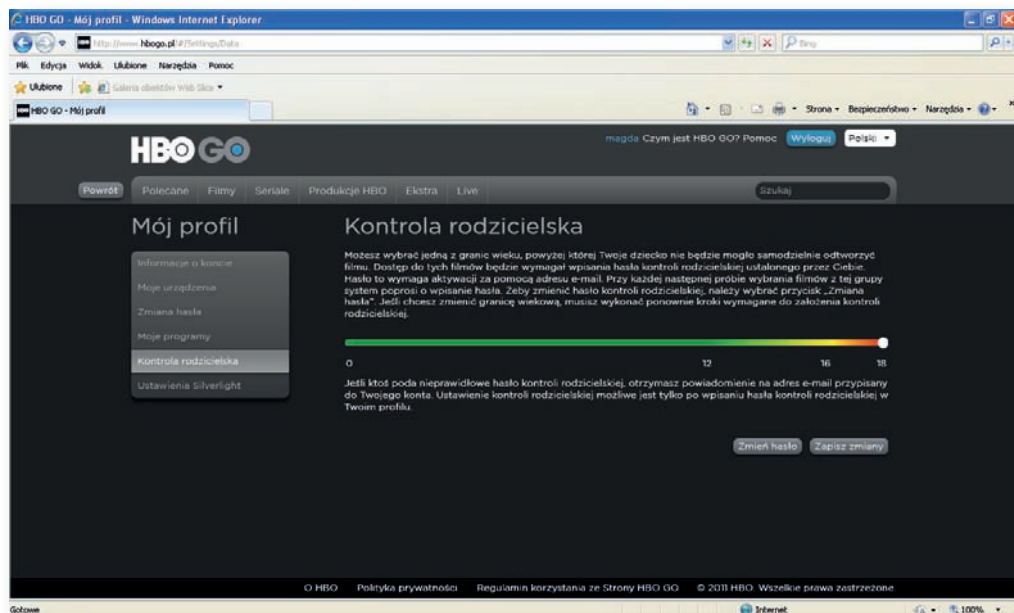 HBO GO - Mój profil - Windows Internet Explorer
http://www.hbogo.pl/#/Settings/Data
Bing
Plik Edycja Widok Ulubione Narzędzia Pomoc
Ulubione Galeria obiektów Web Slice
HBO GO - Mój profil
Strona Bezpieczeństwo Narzędzia
HBO GO
magda Czym jest HBO GO? Pomoc Wyloguj Polski
Powrót Polecane Filmy Seriale Produkcje HBO Ekstra Live Szukaj
Mój profil
Informacje o koncie
Moje urządzenia
Zmiana hasła
Moje programy
Kontrola rodzicielska
Ustawienia Silverlight
Kontrola rodzicielska
Możesz wybrać jedną z granic wieku, powyżej której Twoje dziecko nie będzie mogło samodzielnie odtworzyć
filmu. Dostęp do tych filmów będzie wymagał wpisania hasła kontroli rodzicielskiej ustalonego przez Ciebie.
Hasło to wymaga aktywacji za pomocą adresu e-mail. Przy każdej następnej próbie wybrania filmów z tej grupy
system poprosi o wpisanie hasła. Żeby zmienić hasło kontroli rodzicielskiej, należy wybrać przycisk „Zmiana
hasła”. Jeśli chcesz zmienić granicę wiekową, musisz wykonać ponownie kroki wymagane do założenia kontroli
rodzicielskiej.
0 12 16 18
Jeśli ktoś poda nieprawidłowe hasło kontroli rodzicielskiej, otrzymasz powiadomienie na adres e-mail przypisany
do Twojego konta. Ustawienie kontroli rodzicielskiej możliwe jest tylko po wpisaniu hasła kontroli rodzicielskiej w
Twoim profilu.
Zmień hasło Zapisz zmiany
O HBO Polityka prywatności Regulamin korzystania ze Strony HBO GO © 2011 HBO. Wszelkie prawa zastrzeżone
Gotowe Internet 100%